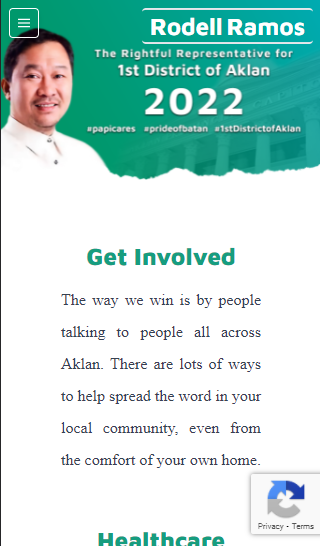 Rodell Ramos
The Rightful Representative for
1st District of Aklan
2022
#papicares #prideofbatan #1stDistrictofAklan
Get Involved
The way we win is by people
talking to people all across
Aklan. There are lots of ways
to help spread the word in your
local community, even from
the comfort of your own home.
Privacy - Terms
Healthcare